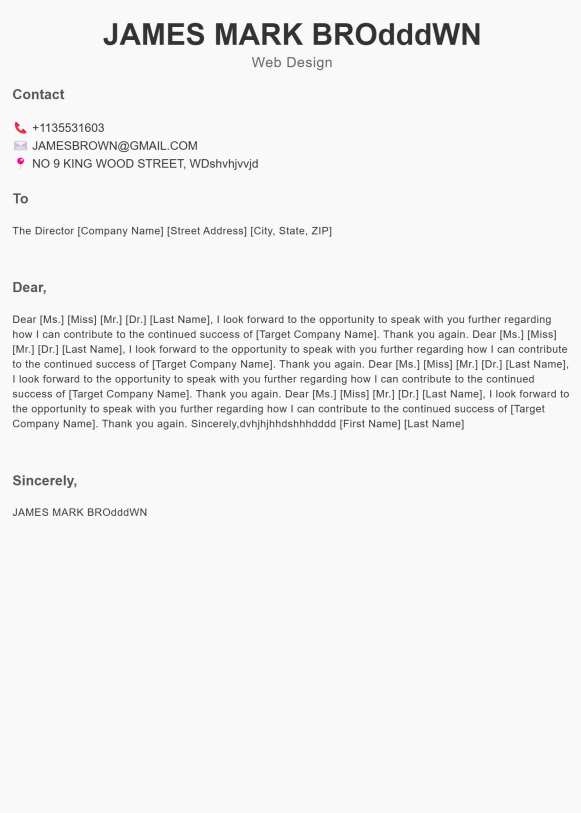 JAMES MARK BROdddWN
Web Design
Contact
+1135531603
JAMESBROWN@GMAIL.COM
NO 9 KING WOOD STREET, WDshvhjvvjd
To
The Director [Company Name] [Street Address] [City, State, ZIP]
Dear,
Dear [Ms.] [Miss] [Mr.] [Dr.] [Last Name], I look forward to the opportunity to speak with you further regarding
how I can contribute to the continued success of [Target Company Name]. Thank you again. Dear [Ms.] [Miss]
[Mr.] [Dr.] [Last Name], I look forward to the opportunity to speak with you further regarding how I can contribute
to the continued success of [Target Company Name]. Thank you again. Dear [Ms.] [Miss] [Mr.] [Dr.] [Last Name],
I look forward to the opportunity to speak with you further regarding how I can contribute to the continued
success of [Target Company Name]. Thank you again. Dear [Ms.] [Miss] [Mr.] [Dr.] [Last Name], I look forward to
the opportunity to speak with you further regarding how I can contribute to the continued success of [Target
Company Name]. Thank you again. Sincerely,dvhjhjhhdshhhdddd [First Name] [Last Name]
Sincerely,
JAMES MARK BROdddWN